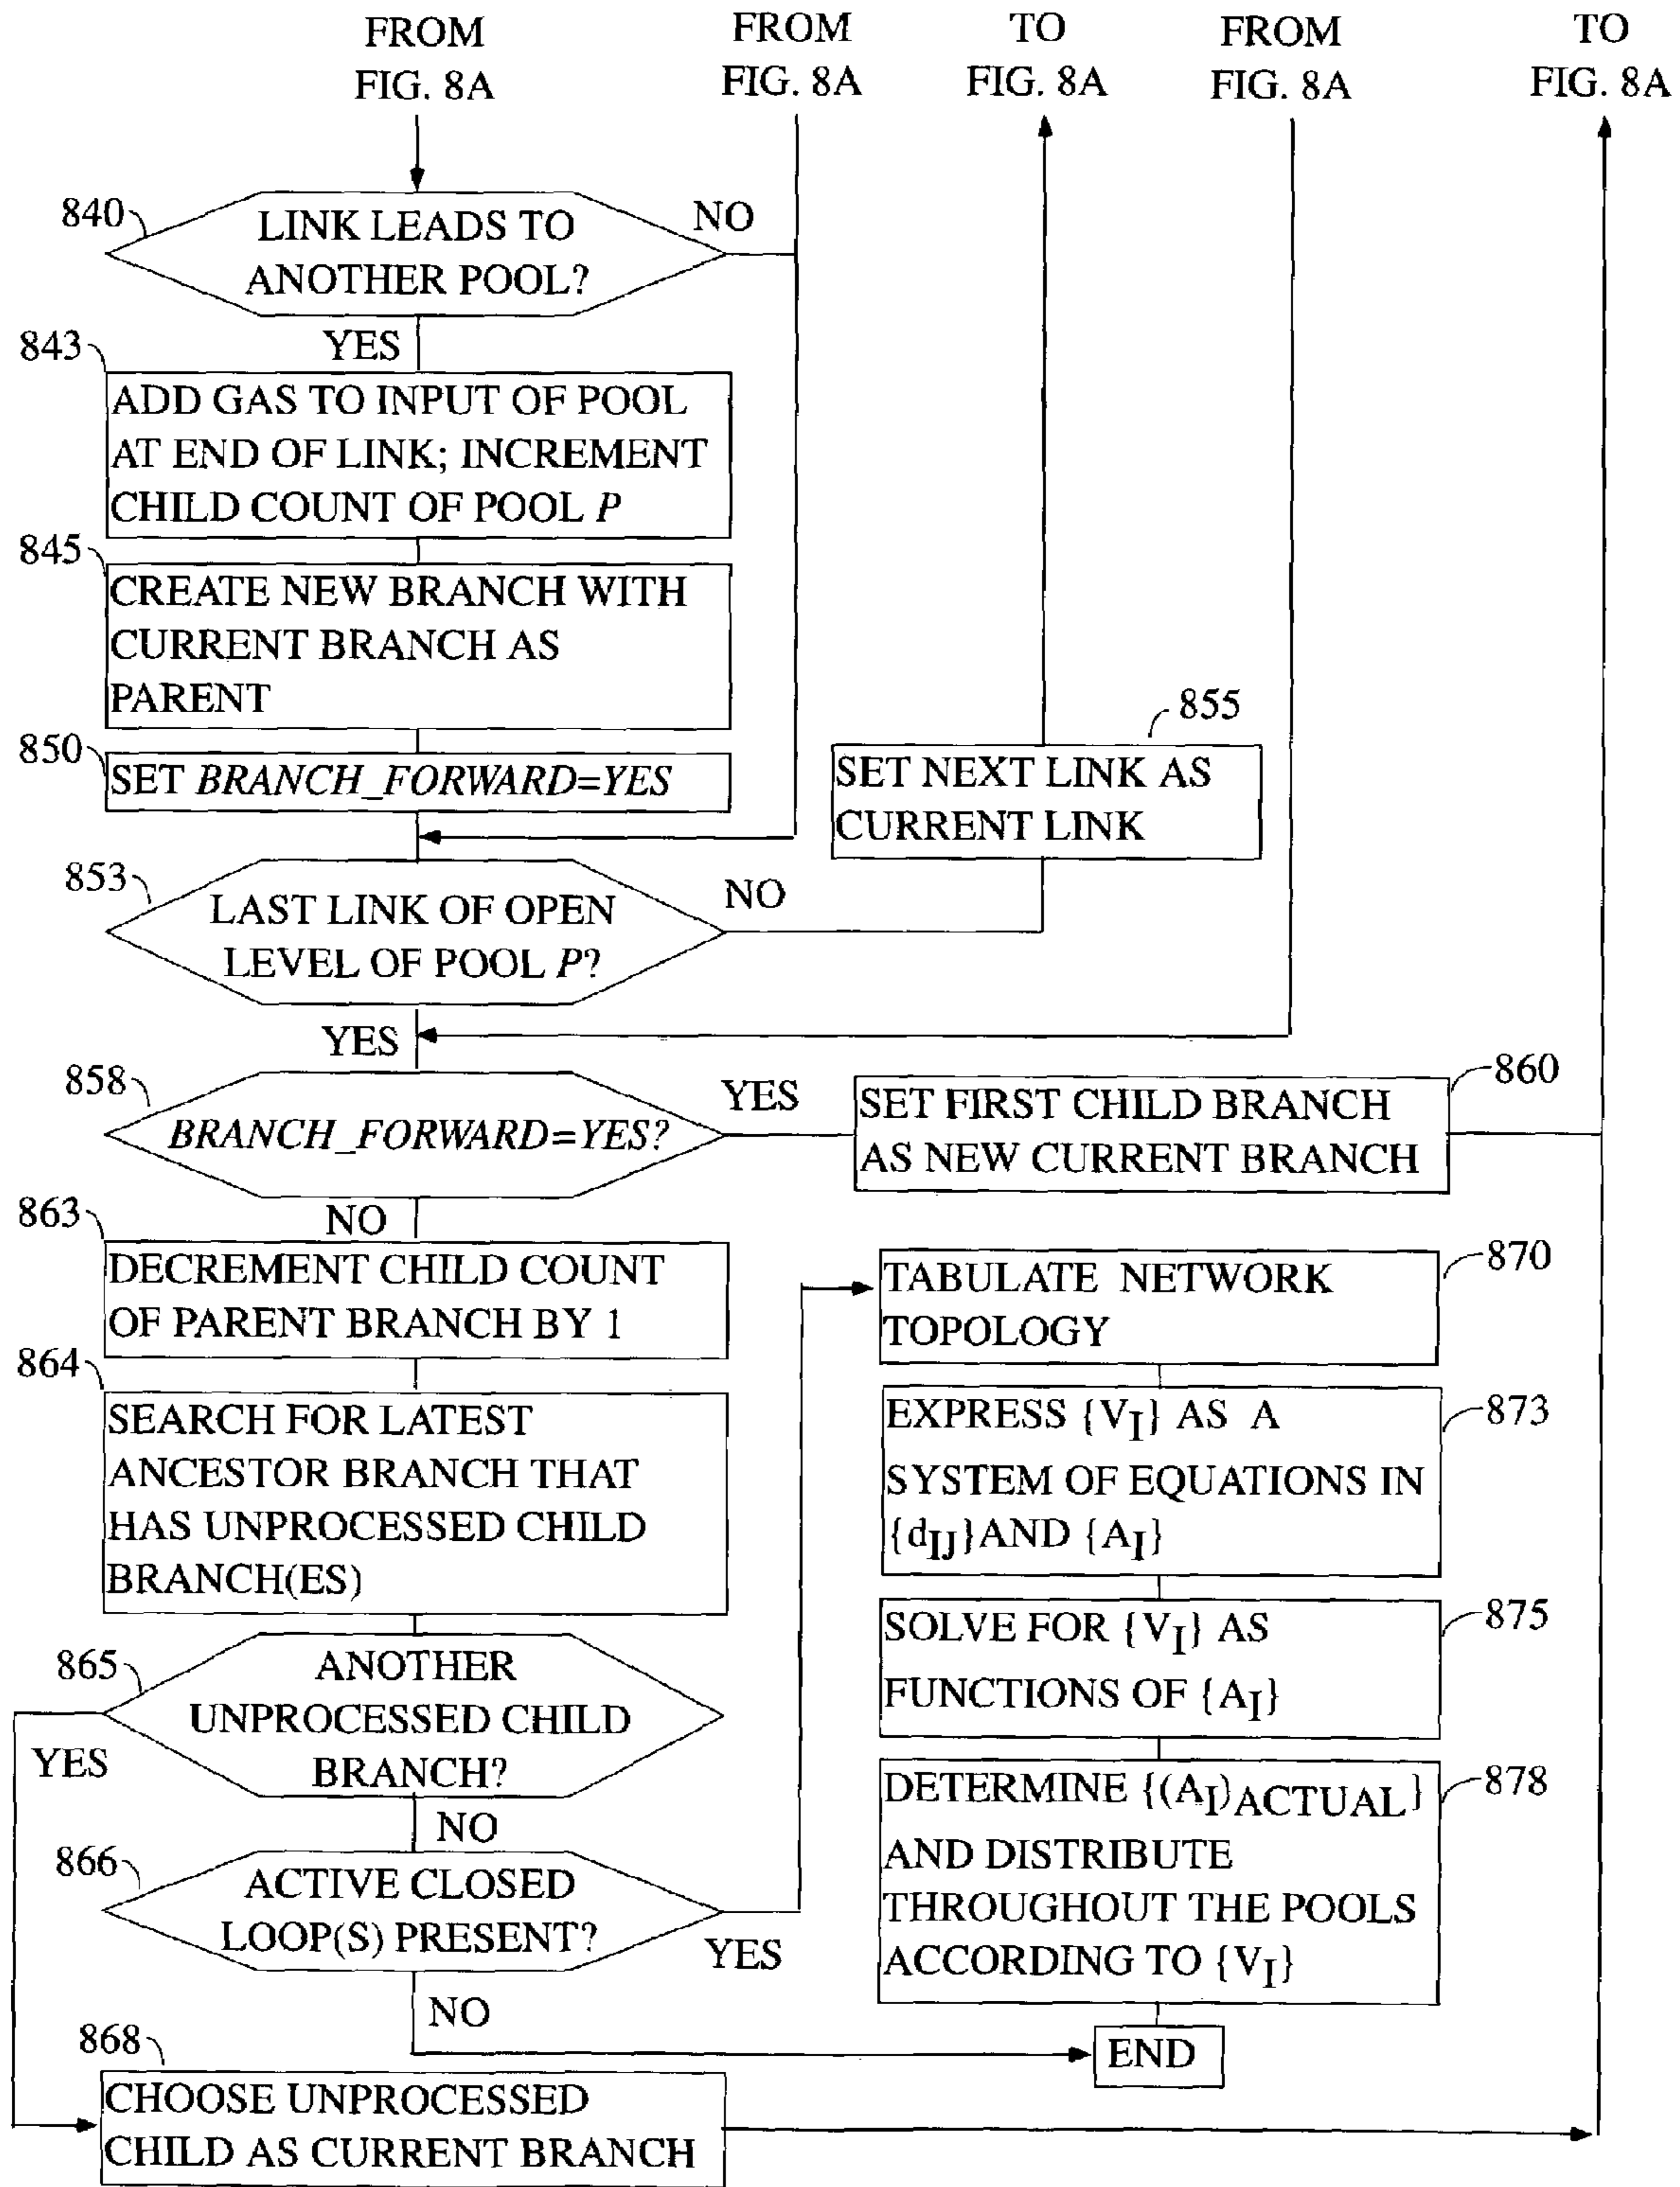 FROM
FIG. 8A
FROM
FIG. 8A
TO
FIG. 8A
FROM
FIG. 8A
TO
FIG. 8A
840
LINK LEADS TO
ANOTHER POOL?
NO
YES
843
ADD GAS TO INPUT OF POOL
AT END OF LINK; INCREMENT
CHILD COUNT OF POOL P
845
CREATE NEW BRANCH WITH
CURRENT BRANCH AS
PARENT
850
SET BRANCH_FORWARD=YES
855
SET NEXT LINK AS
CURRENT LINK
853
LAST LINK OF OPEN
LEVEL OF POOL P?
NO
YES
858
BRANCH_FORWARD=YES?
YES
860
SET FIRST CHILD BRANCH
AS NEW CURRENT BRANCH
NO
863
DECREMENT CHILD COUNT
OF PARENT BRANCH BY 1
864
SEARCH FOR LATEST
ANCESTOR BRANCH THAT
HAS UNPROCESSED CHILD
BRANCH(ES)
865
ANOTHER
UNPROCESSED CHILD
BRANCH?
YES
NO
866
ACTIVE CLOSED
LOOP(S) PRESENT?
YES
NO
868
CHOOSE UNPROCESSED
CHILD AS CURRENT BRANCH
870
TABULATE NETWORK
TOPOLOGY
873
EXPRESS {VI} AS A
SYSTEM OF EQUATIONS IN
{dIJ}AND {AI}
875
SOLVE FOR {VI} AS
FUNCTIONS OF {AI}
878
DETERMINE {(AI)ACTUAL}
AND DISTRIBUTE
THROUGHOUT THE POOLS
ACCORDING TO {VI}
END